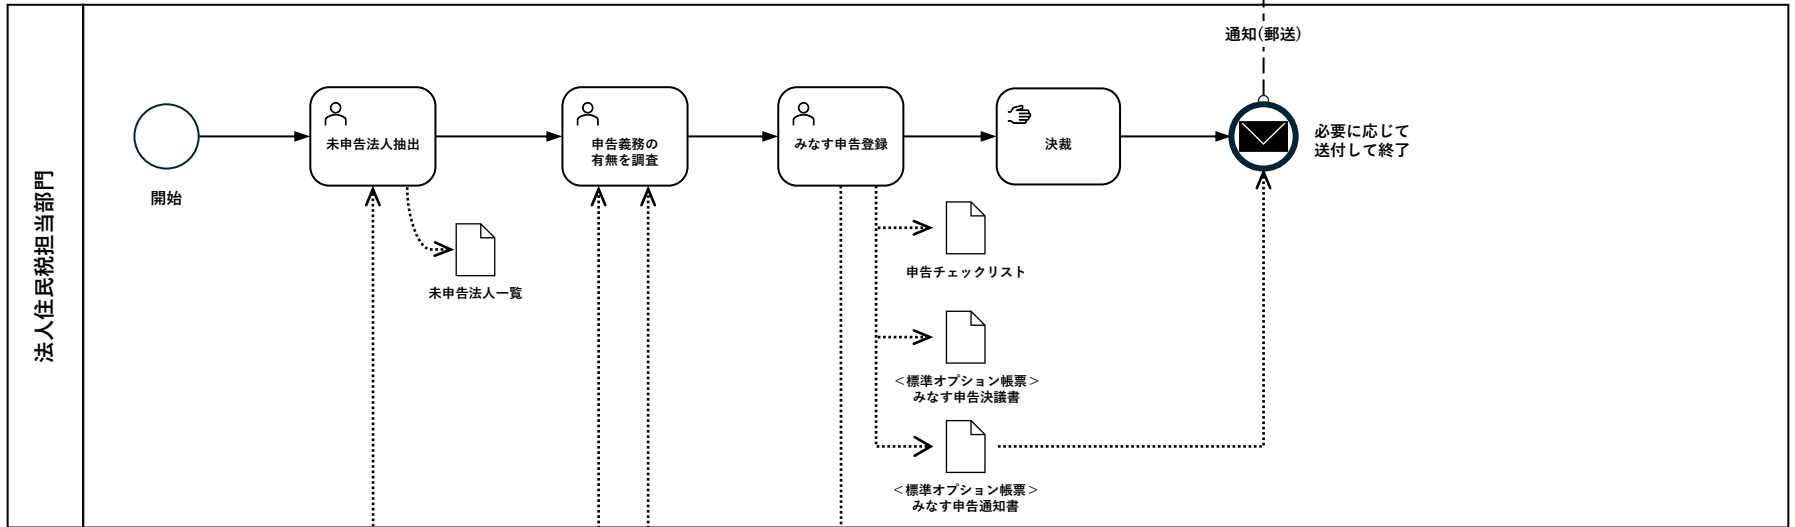 法人住民税担当部門
開始
未申告法人抽出
未申告法人一覧
申告義務の
有無を調査
みなす申告登録
申告チェックリスト
<標準オプション帳票>
みなす申告決議書
<標準オプション帳票>
みなす申告通知書
決裁
通知(郵送)
必要に応じて
送付して終了